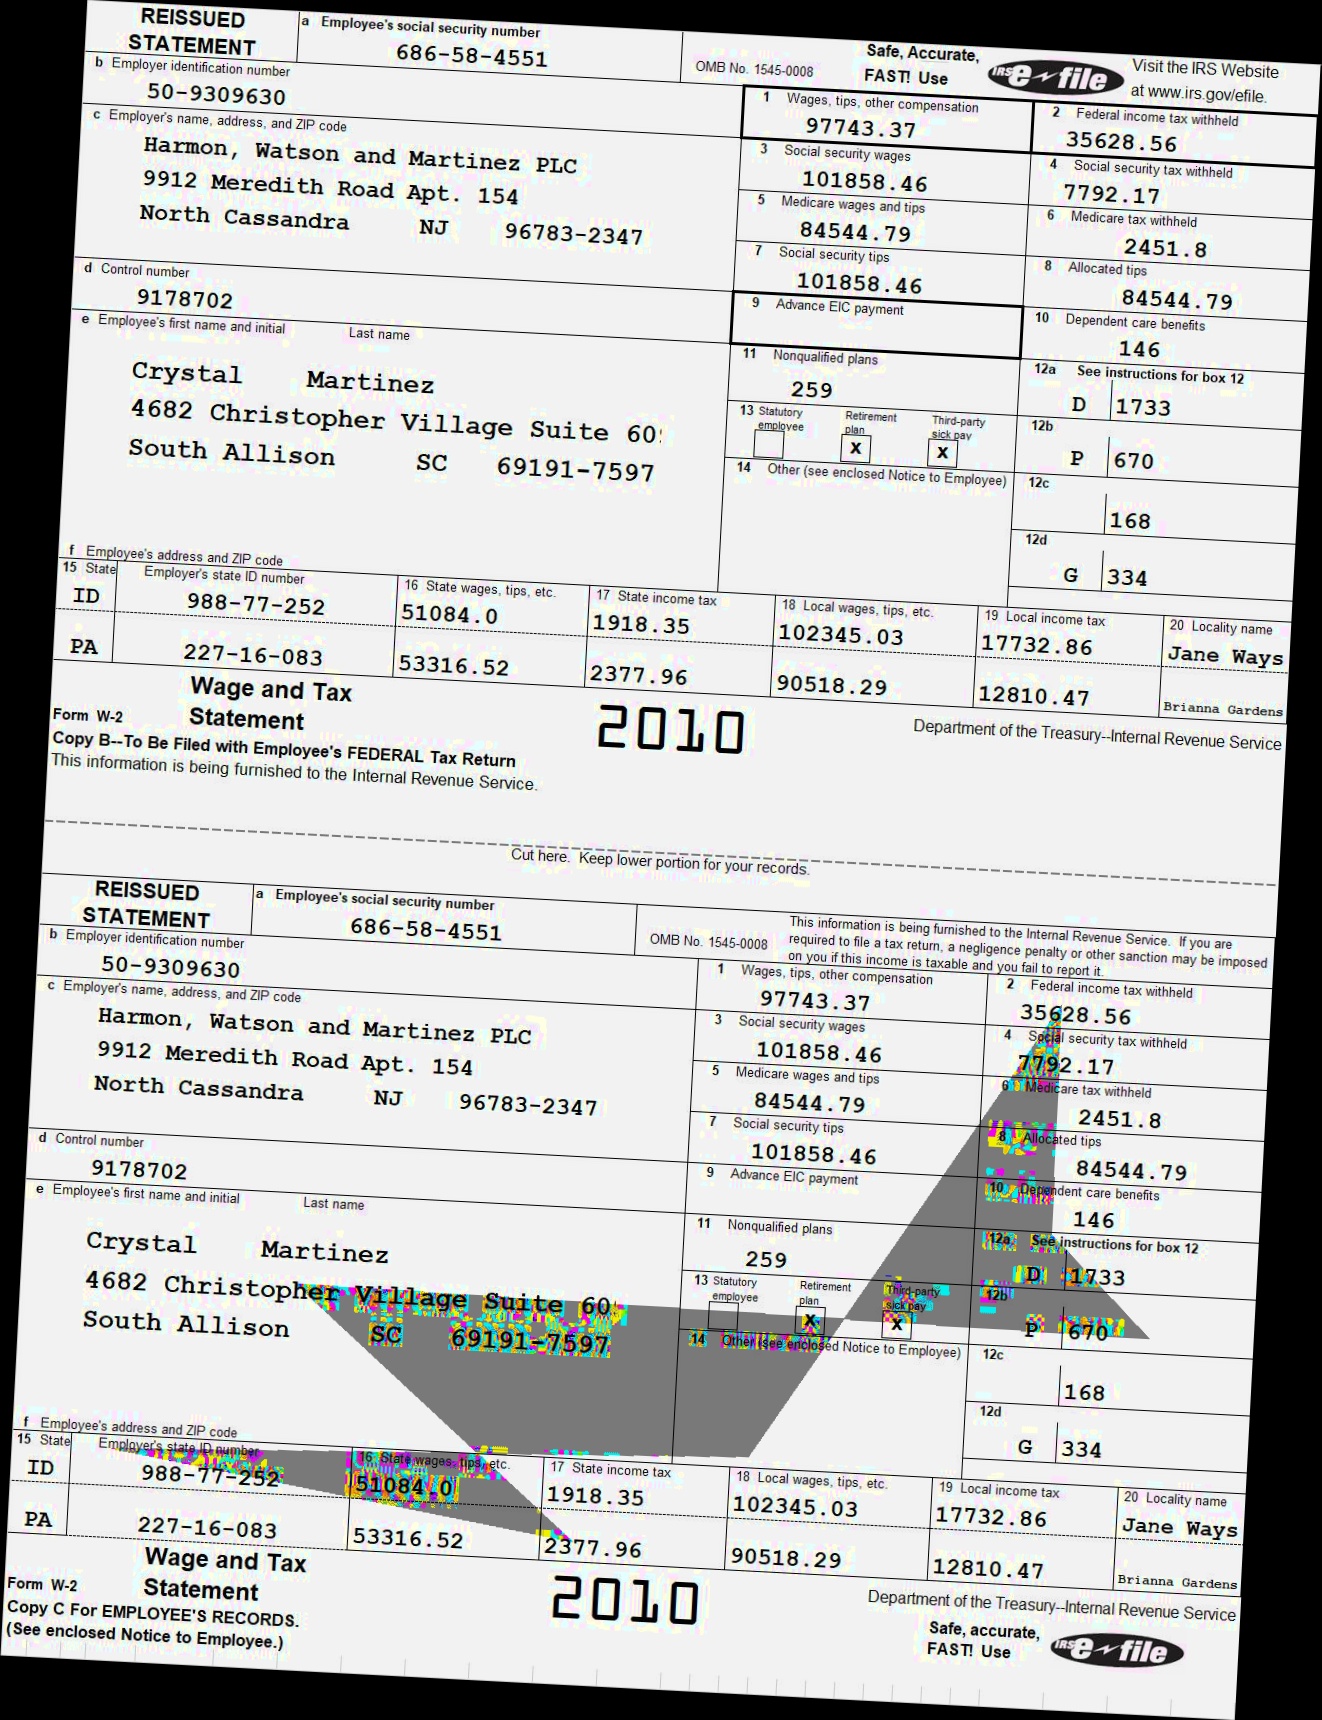 REISSUED
STATEMENT
a Employee's social security number
686-58-4551
OMB No. 1545-0008
Safe, Accurate,
FAST! Use
IRS e-file
Visit the IRS Website
at www.irs.gov/efile.
b Employer identification number
50-9309630
1 Wages, tips, other compensation
97743.37
2 Federal income tax withheld
35628.56
c Employer's name, address, and ZIP code
Harmon, Watson and Martinez PLC
9912 Meredith Road Apt. 154
North Cassandra NJ 96783-2347
3 Social security wages
101858.46
4 Social security tax withheld
7792.17
5 Medicare wages and tips
84544.79
6 Medicare tax withheld
2451.8
7 Social security tips
101858.46
8 Allocated tips
84544.79
d Control number
9178702
9 Advance EIC payment
10 Dependent care benefits
146
e Employee's first name and initial Last name
Crystal Martinez
4682 Christopher Village Suite
South Allison SC 69191-7597
11 Nonqualified plans
259
12a See instructions for box 12
D 1733
13 Statutory employee
Retirement plan
X
Third-party sick pay
X
12b
P 670
14 Other (see enclosed Notice to Employee)
12c
168
12d
G 334
f Employee's address and ZIP code
15 State Employer's state ID number
16 State wages, tips, etc.
17 State income tax
18 Local wages, tips, etc.
19 Local income tax
20 Locality name
ID 988-77-252 51084.0 1918.35 102345.03 17732.86 Jane Ways
PA 227-16-083 53316.52 2377.96 90518.29 12810.47 Brianna Gardens
Form W-2
Wage and Tax
Statement
2010
Department of the Treasury--Internal Revenue Service
Copy B--To Be Filed with Employee's FEDERAL Tax Return
This information is being furnished to the Internal Revenue Service.
Cut here. Keep lower portion for your records.
REISSUED
STATEMENT
a Employee's social security number
686-58-4551
OMB No. 1545-0008
This information is being furnished to the Internal Revenue Service. If you are
required to file a tax return, a negligence penalty or other sanction may be imposed
on you if this income is taxable and you fail to report it.
b Employer identification number
50-9309630
1 Wages, tips, other compensation
97743.37
2 Federal income tax withheld
35628.56
c Employer's name, address, and ZIP code
Harmon, Watson and Martinez PLC
9912 Meredith Road Apt. 154
North Cassandra NJ 96783-2347
3 Social security wages
101858.46
4 Social security tax withheld
7792.17
5 Medicare wages and tips
84544.79
6 Medicare tax withheld
2451.8
7 Social security tips
101858.46
8 Allocated tips
84544.79
d Control number
9178702
9 Advance EIC payment
10 Dependent care benefits
146
e Employee's first name and initial Last name
Crystal Martinez
4682 Christopher Village Suite
South Allison SC 69191-7597
11 Nonqualified plans
259
12a See instructions for box 12
D 1733
13 Statutory employee
Retirement plan
X
Third-party sick pay
X
12b
P 670
14 Other (see enclosed Notice to Employee)
12c
168
12d
G 334
f Employee's address and ZIP code
15 State Employer's state ID number
16 State wages, tips, etc.
17 State income tax
18 Local wages, tips, etc.
19 Local income tax
20 Locality name
ID 988-77-252 51084.0 1918.35 102345.03 17732.86 Jane Ways
PA 227-16-083 53316.52 2377.96 90518.29 12810.47 Brianna Gardens
Form W-2
Wage and Tax
Statement
2010
Department of the Treasury--Internal Revenue Service
Copy C For EMPLOYEE'S RECORDS.
(See enclosed Notice to Employee.)
Safe, accurate,
FAST! Use
IRS e-file